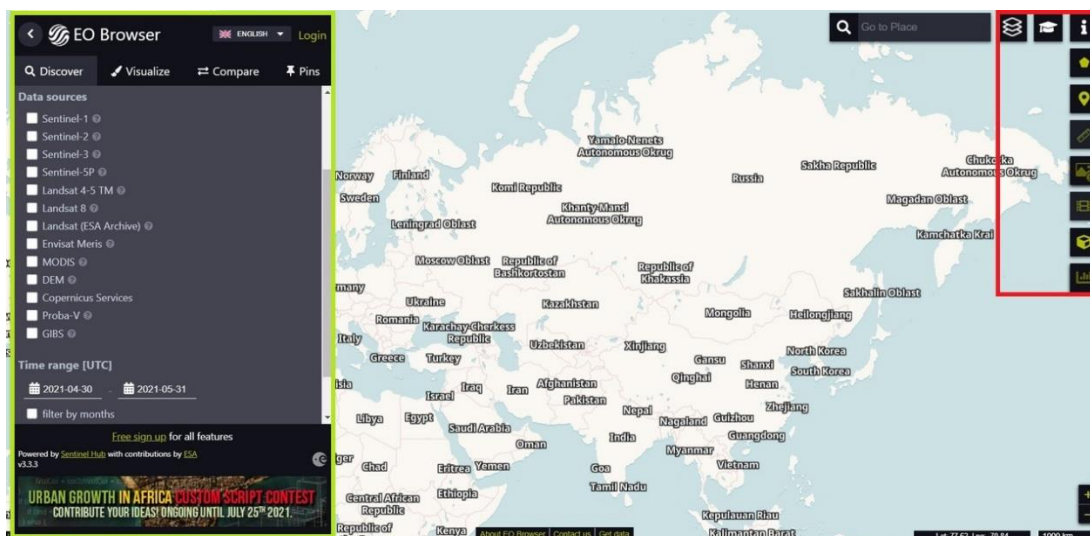 EO Browser
ENGLISH
Login
Discover
Visualize
Compare
Pins
Data sources
Sentinel-1
Sentinel-2
Sentinel-3
Sentinel-5P
Landsat 4-5 TM
Landsat 8
Landsat (ESA Archive)
Envisat Meris
MODIS
DEM
Copernicus Services
Proba-V
GIBS
Time range [UTC]
2021-04-30 - 2021-05-31
filter by months
Free sign up for all features
Powered by Sentinel Hub with contributions by ESA
v3.3.3
URBAN GROWTH IN AFRICA CUSTOM SCRIPT CONTEST
CONTRIBUTE YOUR IDEAS! ONGOING UNTIL JULY 25TH 2021.
Go to Place
Yamalo-Nenets
Autonomous Okrug
Sakha Republic
Chukotka
Autonomous Okrug
Norway
Finland
Russia
Komi Republic
Sweden
Magadan Oblast
Khanty-Mansi
Autonomous Okrug
Leningrad Oblast
Kamchatka Krai
Moscow Oblast
Republic of
Bashkortostan
Republic of
Khakassia
many
Sakhalin Oblast
Ukraine
Kazakhstan
Mongolia
Heilongjiang
Romania
Karachay-Cherkess
Republic
Italy
Uzbekistan
Xinjiang
North Korea
Greece
Turkey
Gansu
Shanxi
South Korea
Qinghai
Henan
isia
Iraq
Iran
Afghanistan
Israel
Pakistan
Zhejiang
Libya
Egypt
Nepal
Nagaland
Guizhou
Saudi Arabia
India
Guangdong
Oman
Myanmar
ger
Chad
Eritrea
Yemen
Goa
Vietnam
Tamil Nadu
Central African
Republic
Ethiopia
Kepulauan Riau
Republic of
Kenya
Kalimantan Barat
About EO Browser
Contact us
Get data
1000 km